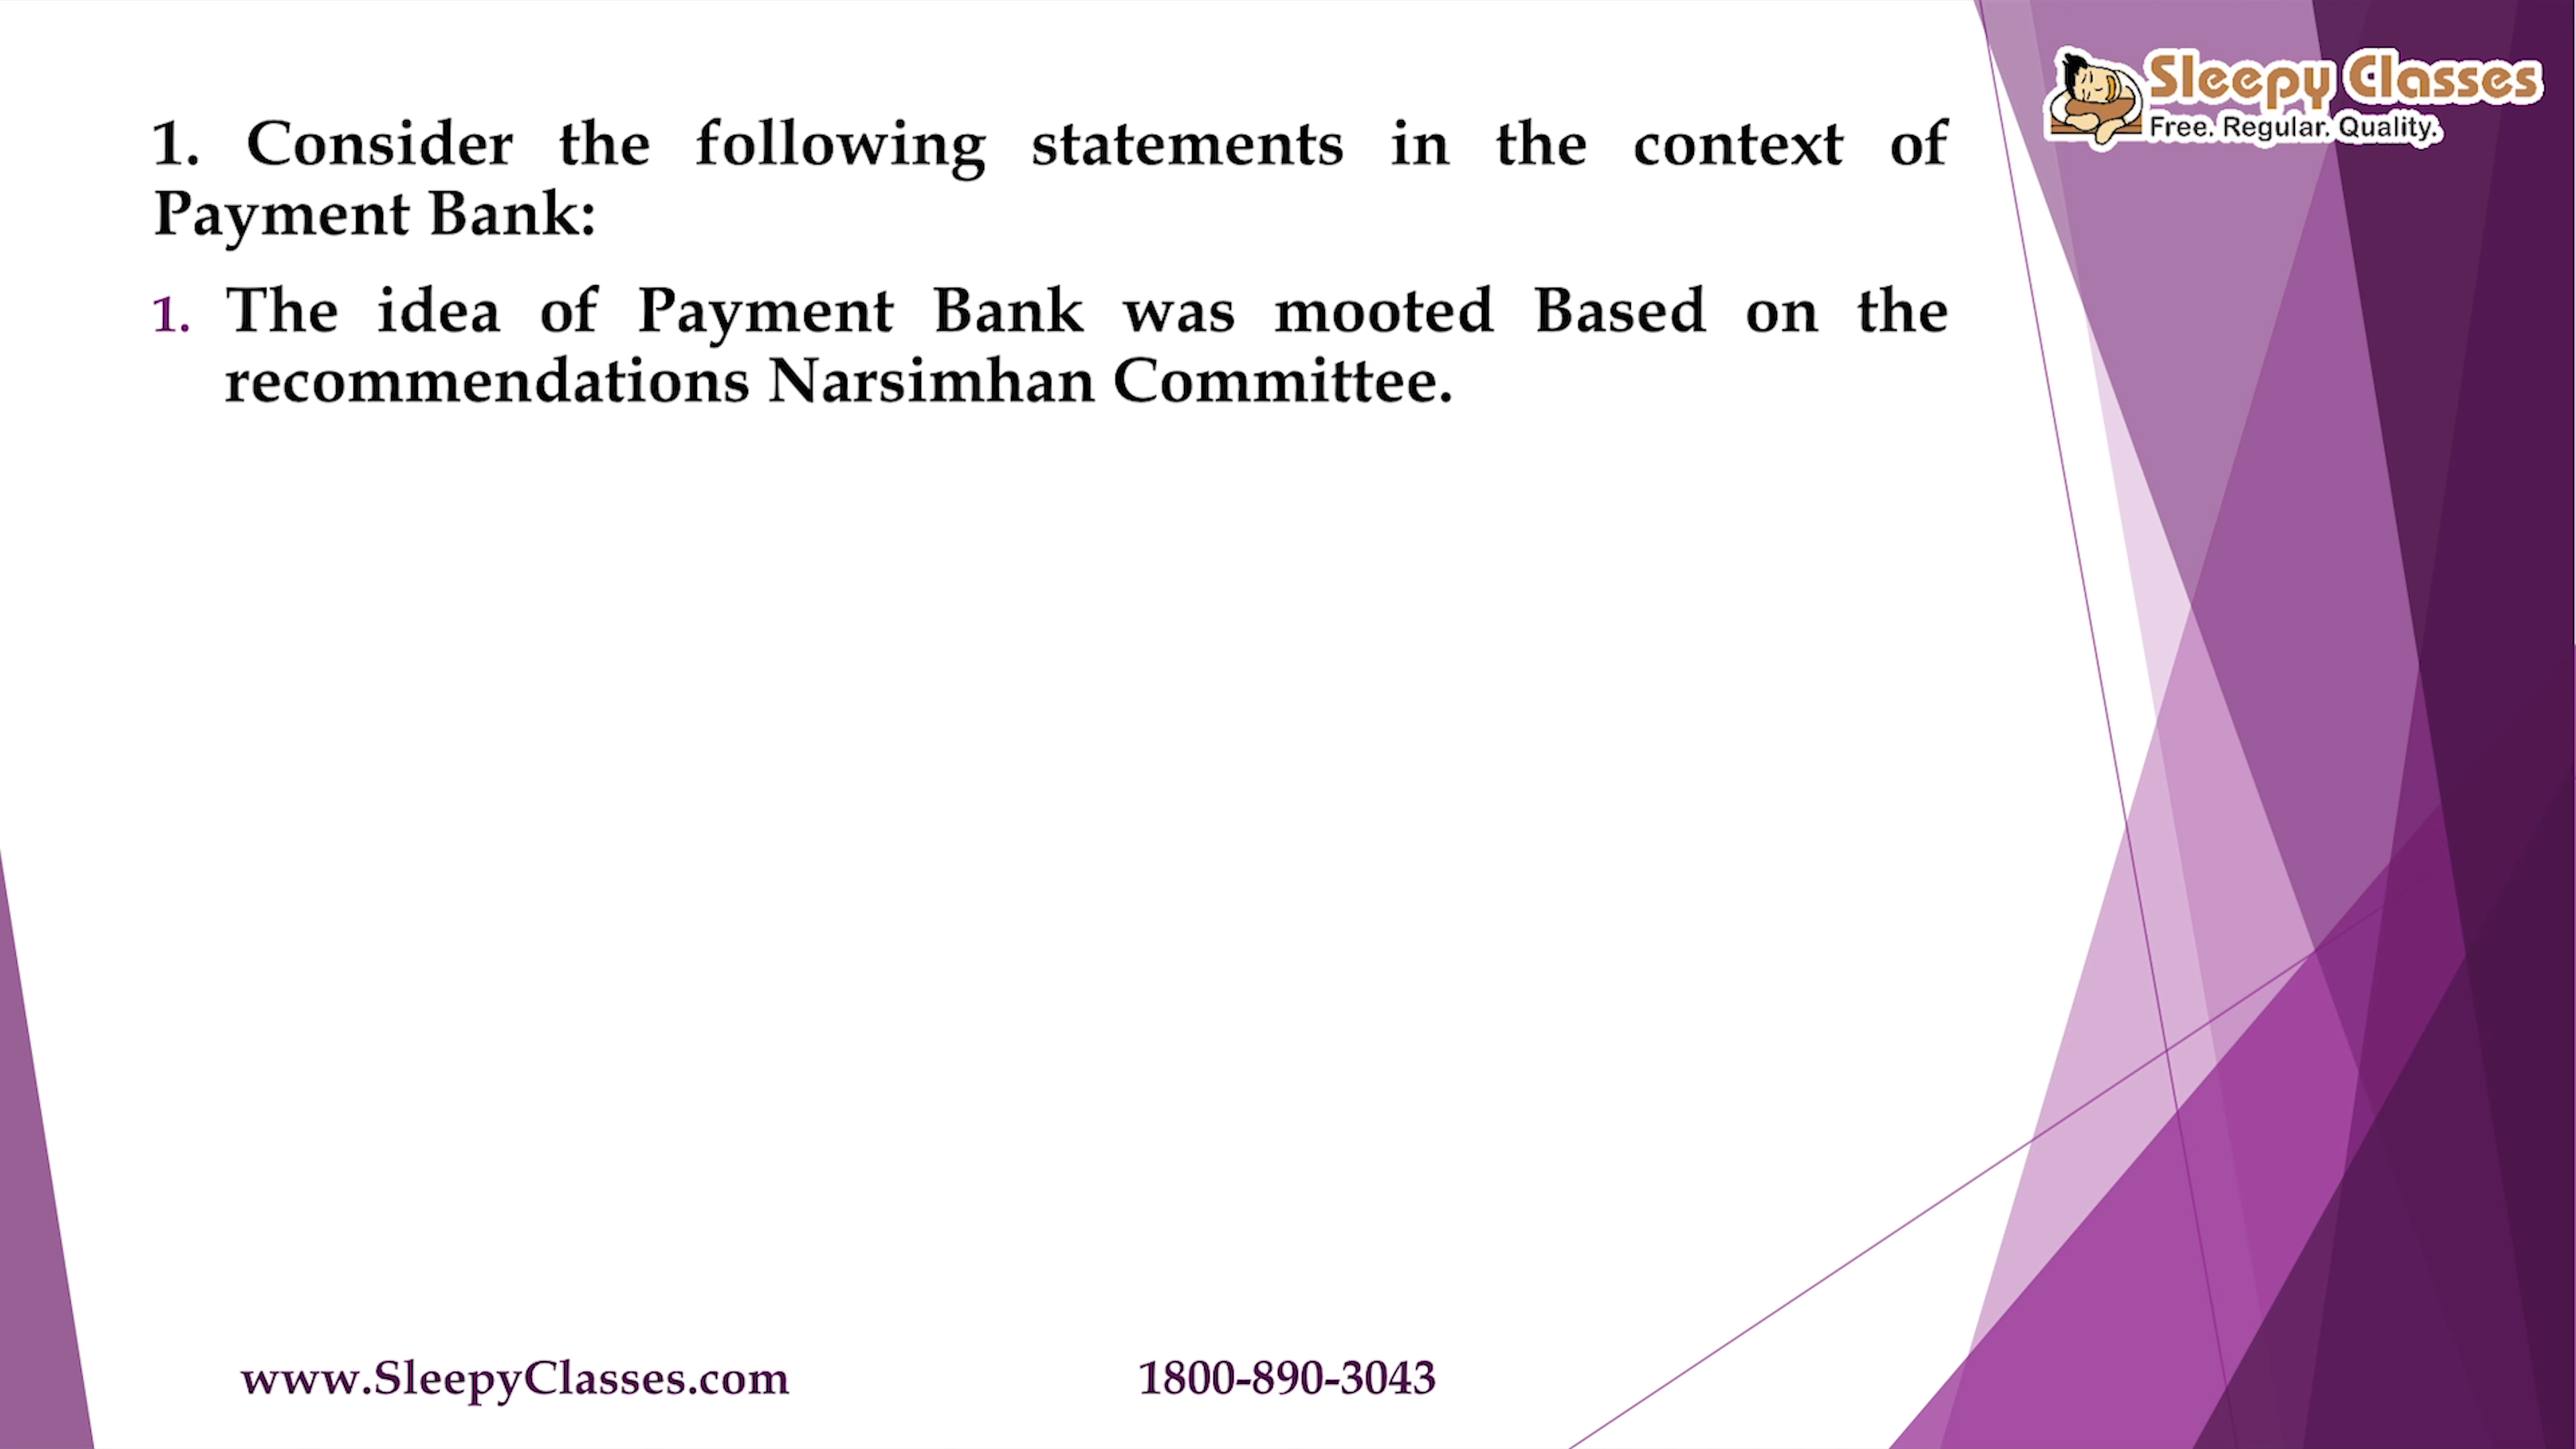 Sleepy Classes
Free. Regular. Quality.
1. Consider the following statements in the context of
Payment Bank:
1. The idea of Payment Bank was mooted Based on the
recommendations Narsimhan Committee.
www.SleepyClasses.com 1800-890-3043